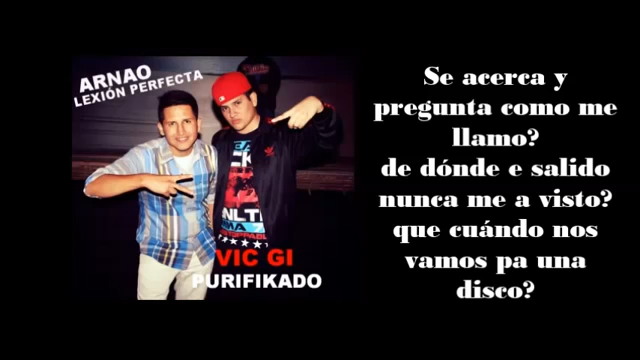 ARNAO
LEXIÓN PERFECTA
VIC GI
PURIFIKADO
Se acerca y
pregunta como me
llamo?
de dónde e salido
nunca me a visto?
que cuándo nos
vamos pa una
disco?